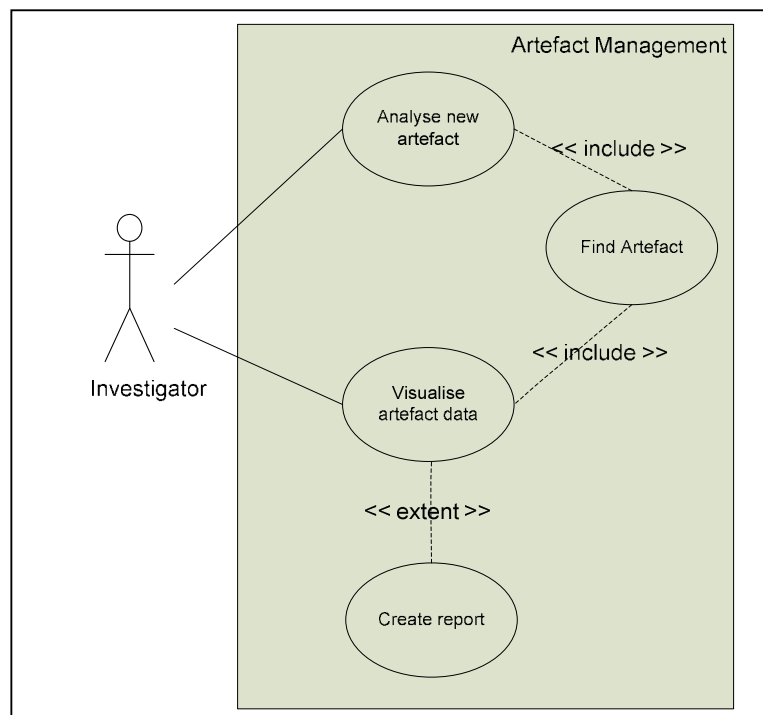 Artefact Management
Analyse new
artefact
<< include >>
Find Artefact
<< include >>
Investigator
Visualise
artefact data
<< extent >>
Create report